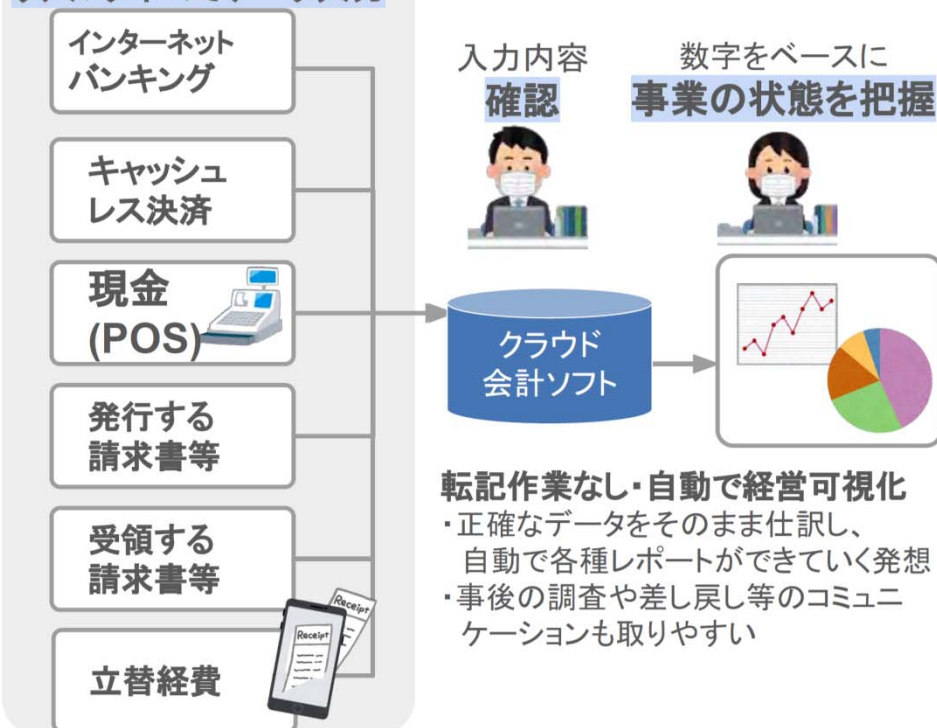 インターネット
バンキング
キャッシュ
レス決済
現金
(POS)
発行する
請求書等
受領する
請求書等
立替経費
Receipt
Receipt
入力内容
確認
数字をベースに
事業の状態を把握
クラウド
会計ソフト
転記作業なし・自動で経営可視化
・正確なデータをそのまま仕訳し、
自動で各種レポートができていく発想
・事後の調査や差し戻し等のコミュニ
ケーションも取りやすい